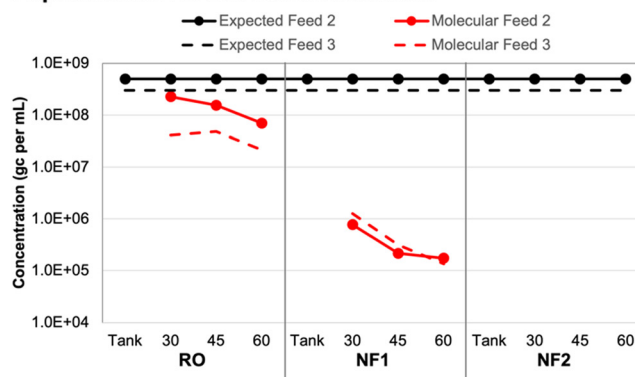 Expected Feed 2 Molecular Feed 2
Expected Feed 3 Molecular Feed 3
Concentration (gc per mL)
1.0E+09
1.0E+08
1.0E+07
1.0E+06
1.0E+05
1.0E+04
Tank 30 45 60 Tank 30 45 60 Tank 30 45 60
RO NF1 NF2